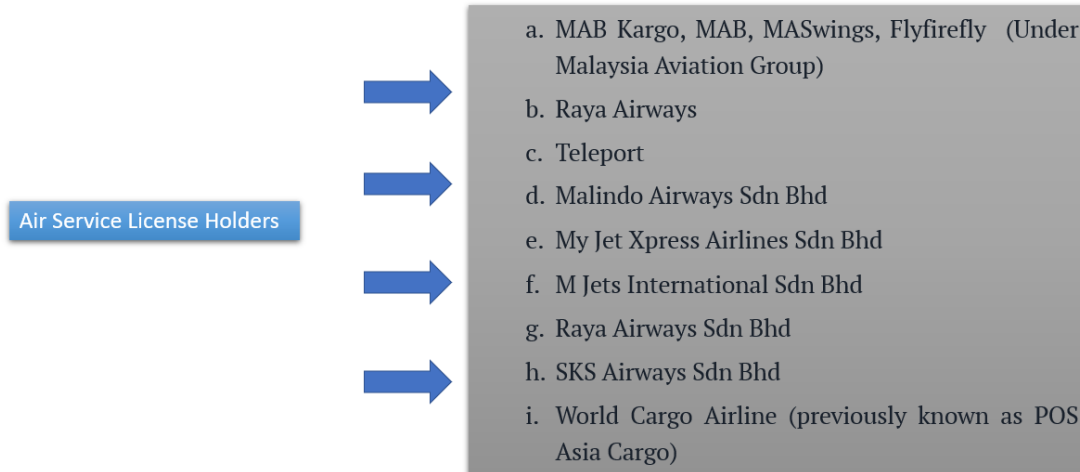 Air Service License Holders
a. MAB Kargo, MAB, MASwings, Flyfirefly (Under
Malaysia Aviation Group)
b. Raya Airways
c. Teleport
d. Malindo Airways Sdn Bhd
e. My Jet Xpress Airlines Sdn Bhd
f. M Jets International Sdn Bhd
g. Raya Airways Sdn Bhd
h. SKS Airways Sdn Bhd
i. World Cargo Airline (previously known as POS
Asia Cargo)